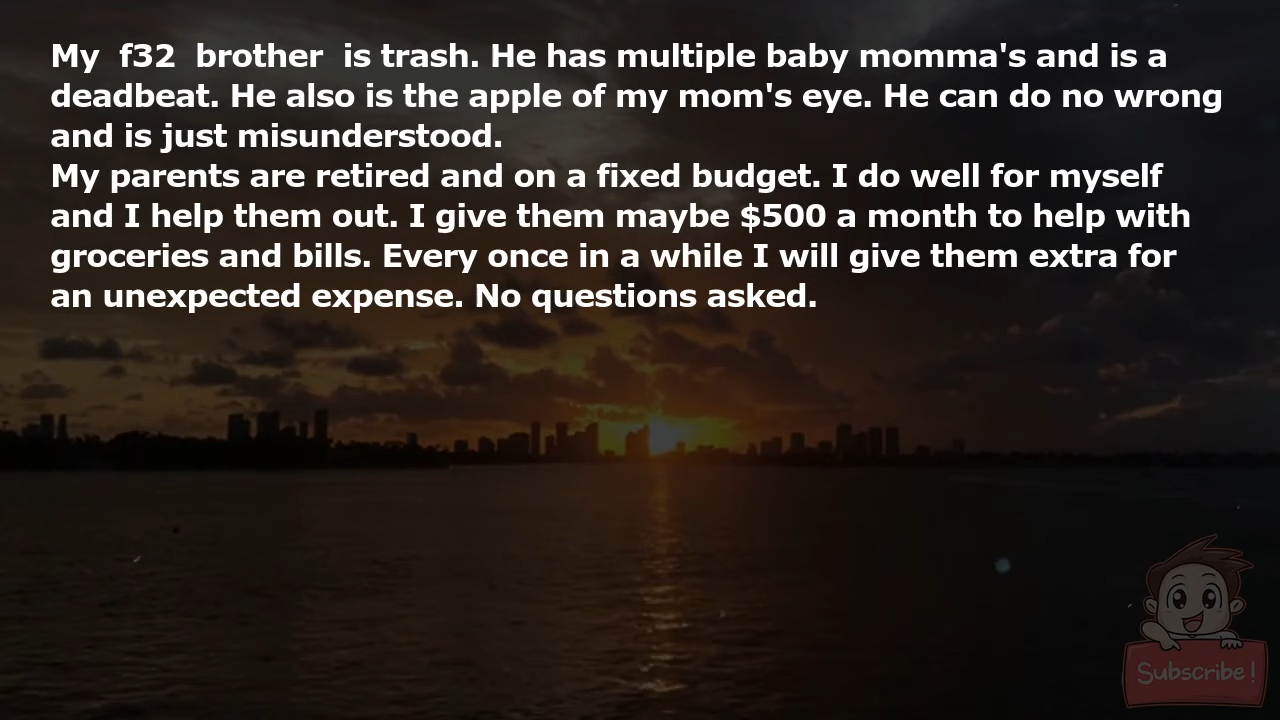 My f32 brother is trash. He has multiple baby momma's and is a
deadbeat. He also is the apple of my mom's eye. He can do no wrong
and is just misunderstood.
My parents are retired and on a fixed budget. I do well for myself
and I help them out. I give them maybe $500 a month to help with
groceries and bills. Every once in a while I will give them extra for
an unexpected expense. No questions asked.
Subscribe!